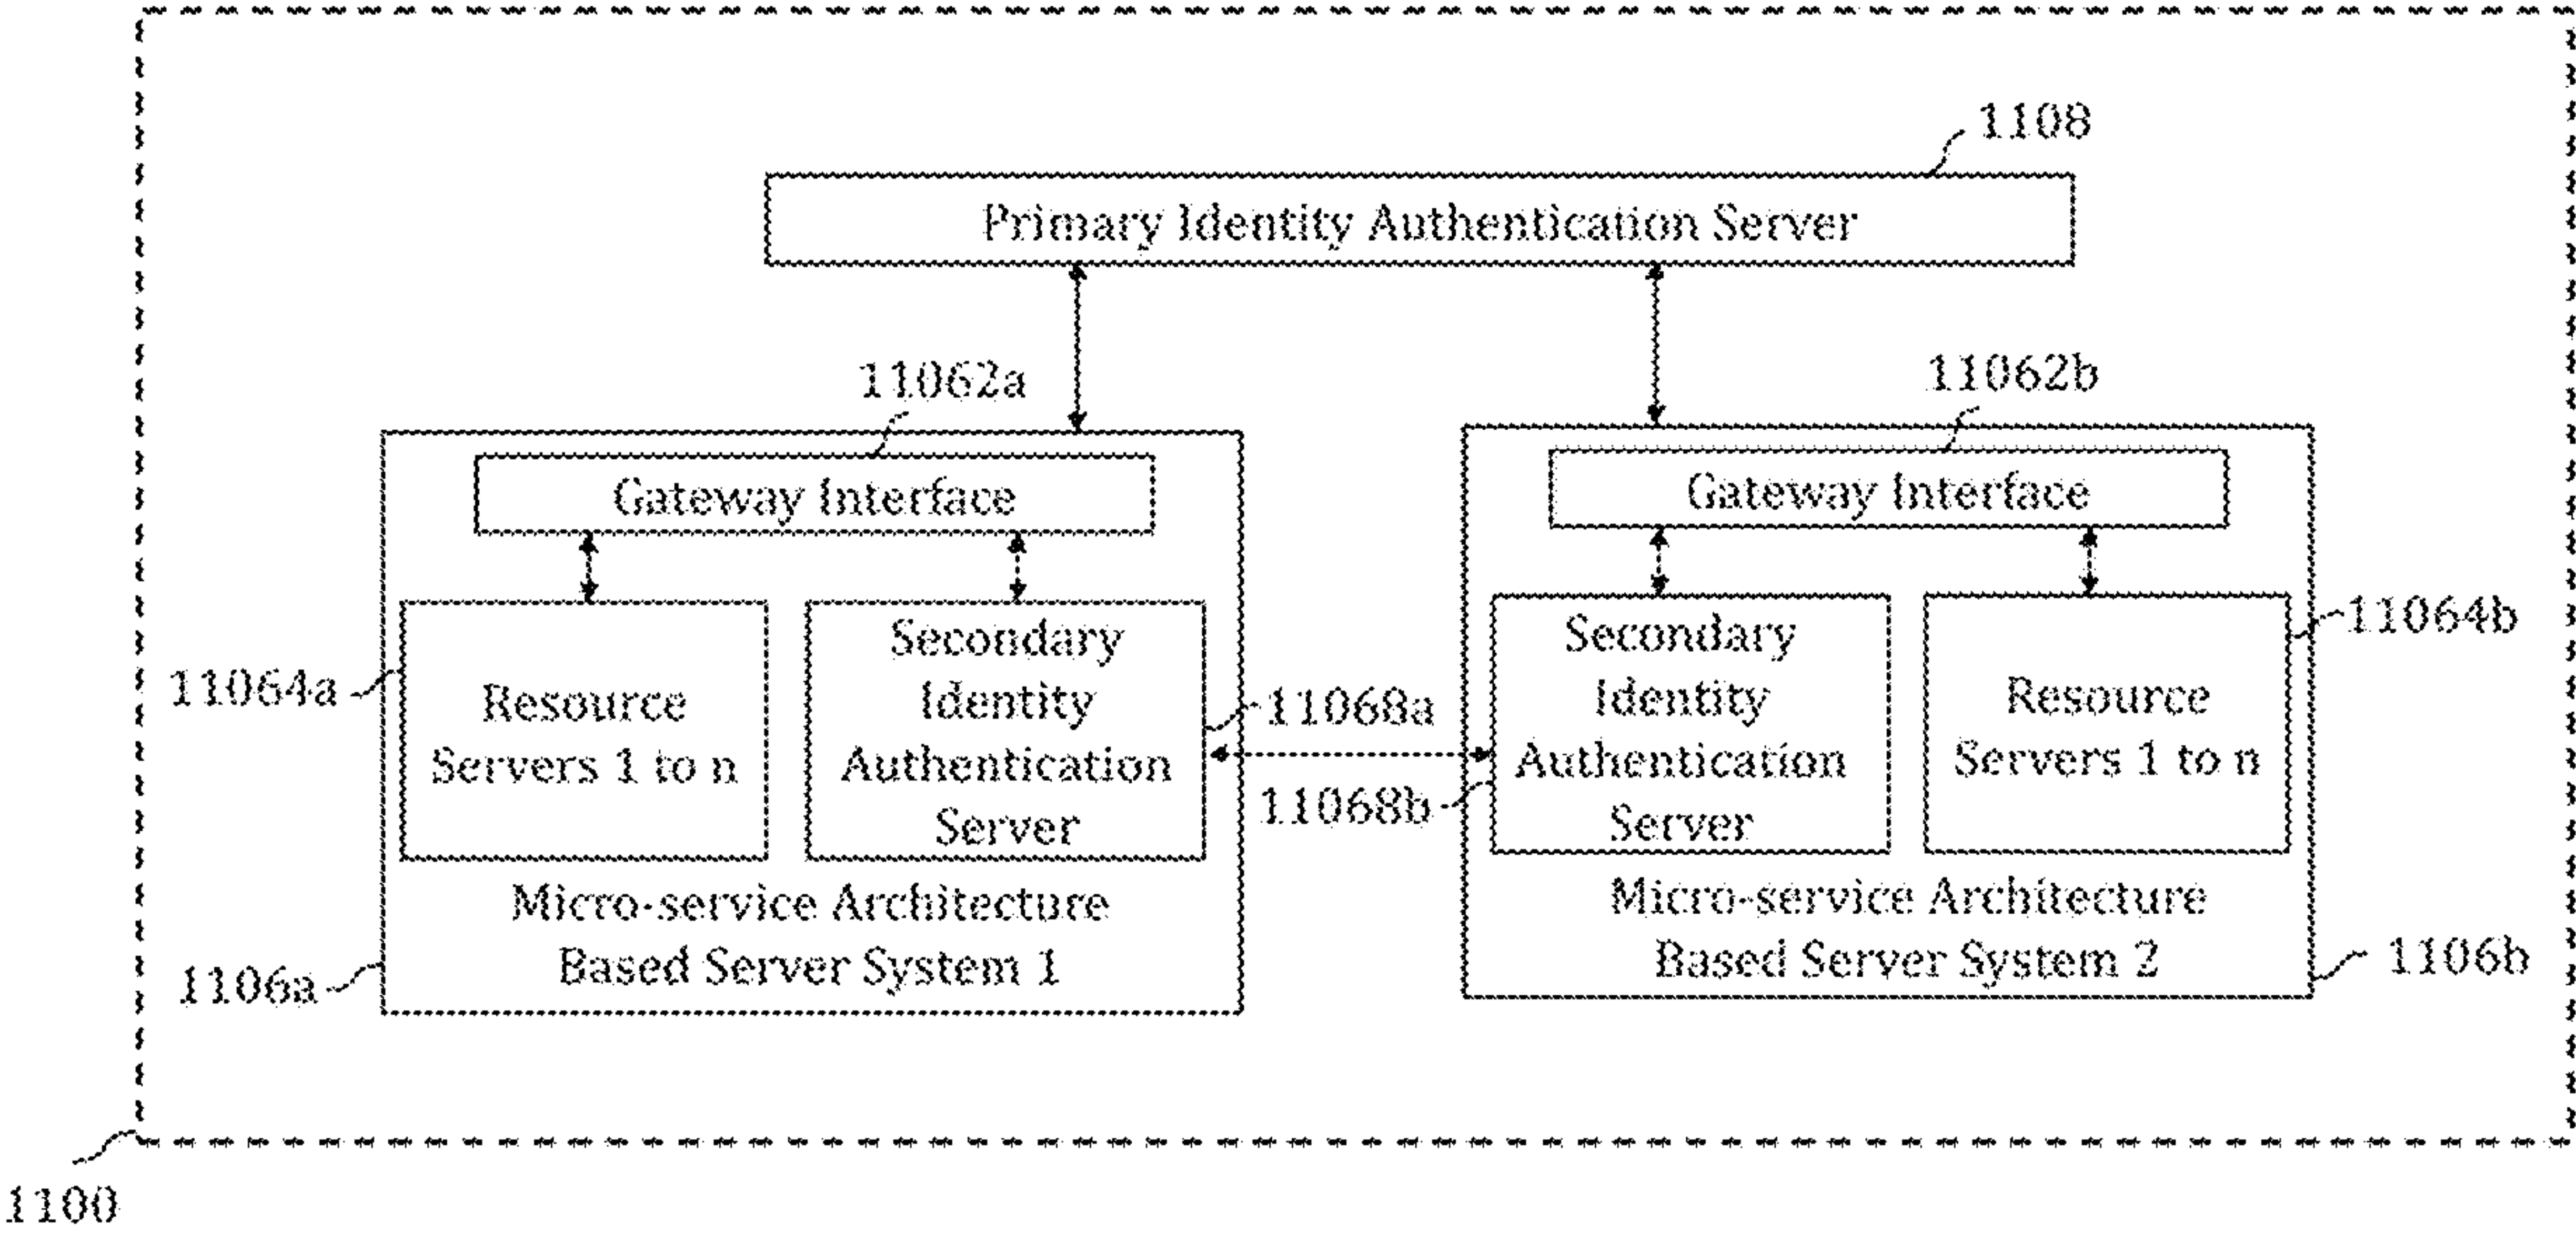 1108
Primary Identity Authentication Server
11062a
11062b
Gateway Interface
Gateway Interface
11064a
Resource
Servers 1 to n
Secondary
Identity
Authentication
Server
11068a
11068b
Secondary
Identity
Authentication
Server
Resource
Servers 1 to n
11064b
Micro-service Architecture
Based Server System 1
1106a
Micro-service Architecture
Based Server System 2
1106b
1100